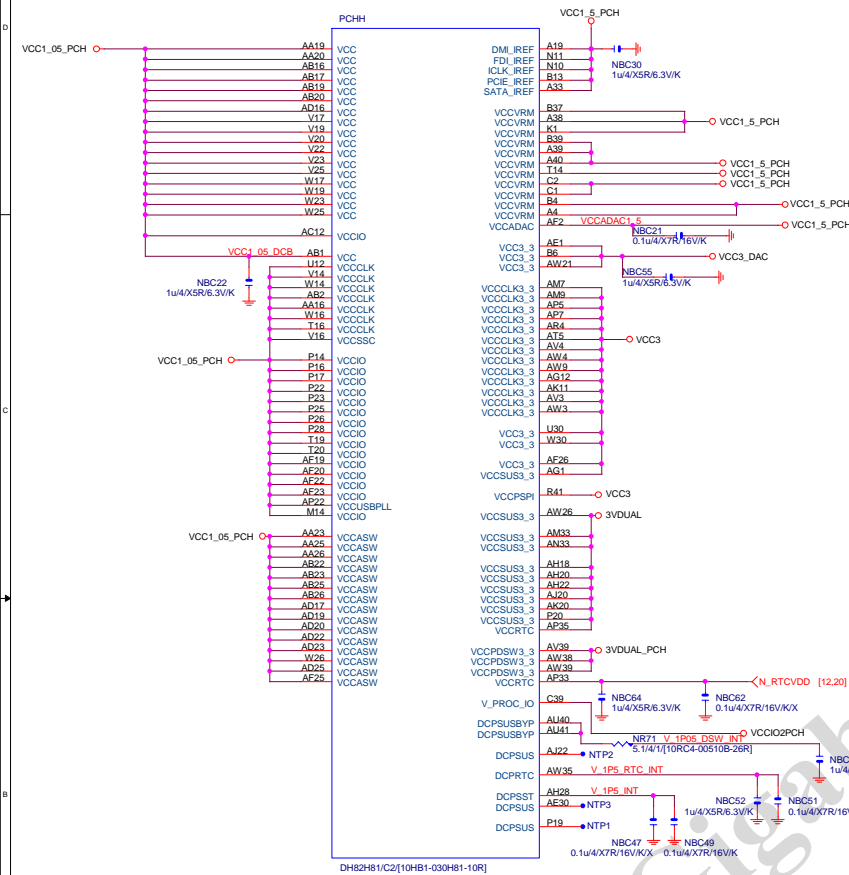 VCC1_5_PCH
PCHH
D
VCC1_05_PCH
AA19 VCC
AA20 VCC
AB16 VCC
AB17 VCC
AB19 VCC
AB20 VCC
AD16 VCC
V17 VCC
V19 VCC
V20 VCC
V22 VCC
V23 VCC
V25 VCC
W17 VCC
W19 VCC
W23 VCC
W25 VCC
AC12 VCCIO
VCC1_05_DCB AB1 VCC
U12 VCCCLK
V14 VCCCLK
W14 VCCCLK
AB2 VCCCLK
AA16 VCCCLK
W16 VCCCLK
T16 VCCCLK
V16 VCCSSC
NBC22
1u/4/X5R/6.3V/K
VCC1_05_PCH
P14 VCCIO
P16 VCCIO
P17 VCCIO
P22 VCCIO
P23 VCCIO
P25 VCCIO
P26 VCCIO
P28 VCCIO
T19 VCCIO
T20 VCCIO
AF19 VCCIO
AF20 VCCIO
AF22 VCCIO
AF23 VCCIO
AP22 VCCUSBPLL
M14 VCCIO
C
VCC1_05_PCH
AA23 VCCASW
AA25 VCCASW
AA26 VCCASW
AB22 VCCASW
AB23 VCCASW
AB25 VCCASW
AB26 VCCASW
AD17 VCCASW
AD19 VCCASW
AD20 VCCASW
AD22 VCCASW
AD23 VCCASW
W26 VCCASW
AD25 VCCASW
AF25 VCCASW
B
DMI_IREF A19
FDI_IREF N11
ICLK_IREF N10
PCIE_IREF B13
SATA_IREF A33
NBC30
1u/4/X5R/6.3V/K
VCCVRM B37
VCCVRM A38 VCC1_5_PCH
VCCVRM K1
VCCVRM B39
VCCVRM A39
VCCVRM A40 VCC1_5_PCH
VCCVRM T14 VCC1_5_PCH
VCCVRM C2 VCC1_5_PCH
VCCVRM C1
VCCVRM B4 VCC1_5_PCH
VCCVRM A4
VCCADAC AF2 VCCADAC1_5 VCC1_5_PCH
NBC21
0.1u/4/X7R/16V/K
VCC3_3 AE1
VCC3_3 B6 VCC3_DAC
VCC3_3 AW21
NBC55
1u/4/X5R/6.3V/K
VCCCLK3_3 AM7
VCCCLK3_3 AM9
VCCCLK3_3 AP5
VCCCLK3_3 AP7
VCCCLK3_3 AR4
VCCCLK3_3 AT5 VCC3
VCCCLK3_3 AV4
VCCCLK3_3 AW4
VCCCLK3_3 AW9
VCCCLK3_3 AG12
VCCCLK3_3 AK11
VCCCLK3_3 AV3
VCCCLK3_3 AW3
VCC3_3 U30
VCC3_3 W30
VCC3_3 AF26
VCCSUS3_3 AG1
VCCPSPI R41 VCC3
VCCSUS3_3 AW26 3VDUAL
VCCSUS3_3 AM33
VCCSUS3_3 AN33
VCCSUS3_3 AH18
VCCSUS3_3 AH20
VCCSUS3_3 AH22
VCCSUS3_3 AJ20
VCCSUS3_3 AK20
VCCSUS3_3 P20
VCCRTC AP35
VCCPDSW3_3 AV39 3VDUAL_PCH
VCCPDSW3_3 AW38
VCCPDSW3_3 AW39
VCCRTC AP33 N_RTCVDD [12,20]
NBC64
1u/4/X5R/6.3V/K
NBC62
0.1u/4/X7R/16V/K/X
V_PROC_IO C39 VCCIO2PCH
DCPSUSBYP AU40
DCPSUSBYP AU41
NR71 V_1P05_DSW_INT
5.1/4/1/[10RC4-00510B-26R]
NBC
1u/4/
DCPSUS AJ22 NTP2
DCPRTC AW35 V_1P5_RTC_INT
NBC52
1u/4/X5R/6.3V/K
NBC51
0.1u/4/X7R/16V
DCPSST AH28 V_1P5_INT
DCPSUS AE30 NTP3
DCPSUS P19 NTP1
NBC47
0.1u/4/X7R/16V/K/X
NBC49
0.1u/4/X7R/16V/K
DH82H81/C2/[10HB1-030H81-10R]
Gigab